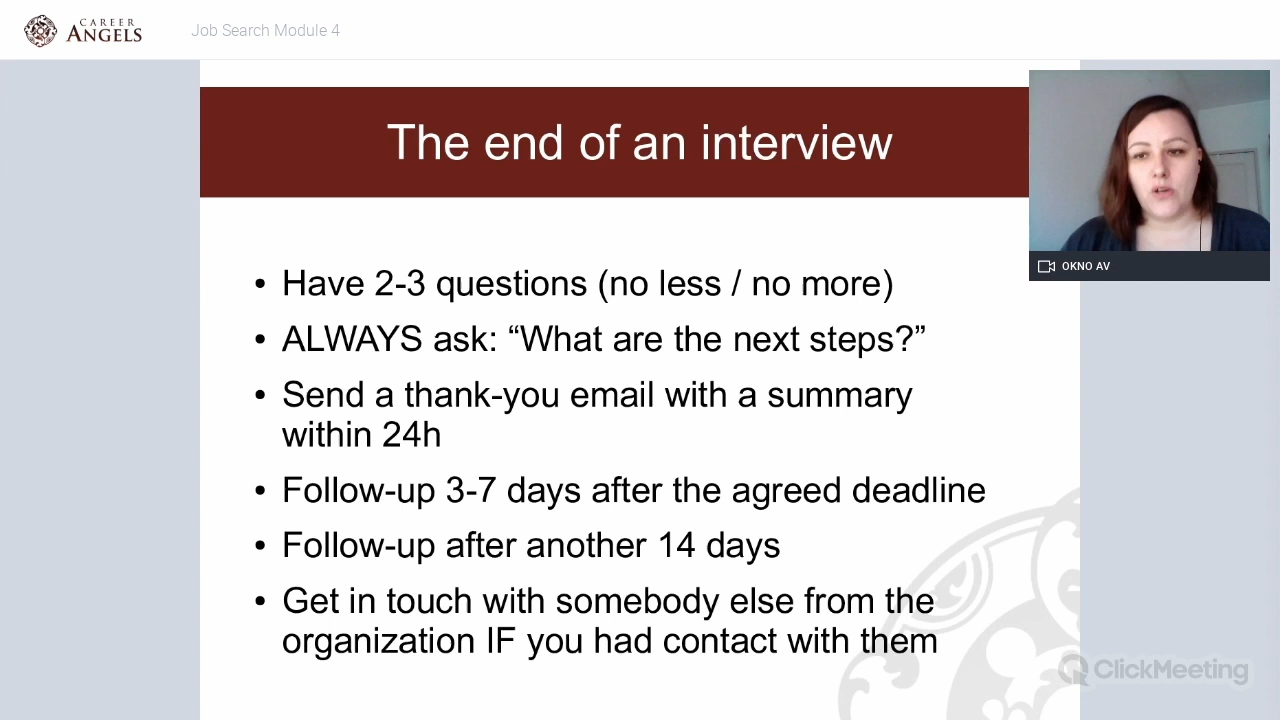 CAREER
ANGELS
Job Search Module 4
The end of an interview
OKNO AV
• Have 2-3 questions (no less / no more)
• ALWAYS ask: “What are the next steps?”
• Send a thank-you email with a summary
within 24h
• Follow-up 3-7 days after the agreed deadline
• Follow-up after another 14 days
• Get in touch with somebody else from the
organization IF you had contact with them
ClickMeeting